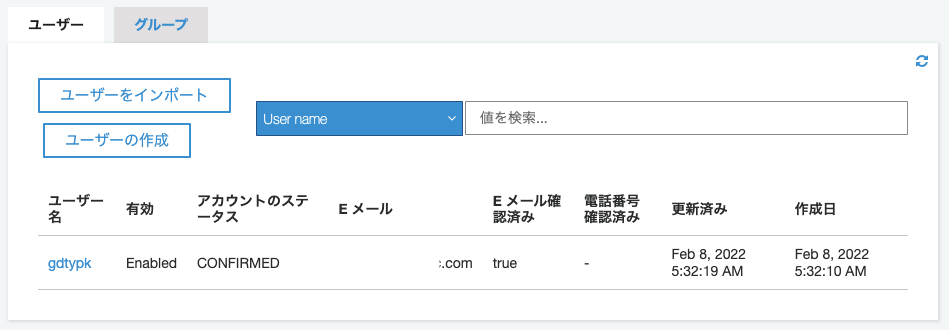 ユーザー
グループ
ユーザーをインポート
ユーザーの作成
User name
値を検索...
ユーザー
名
有効
アカウントのステ
ータス
E メール
E メール確
認済み
電話番号
確認済み
更新済み
作成日
gdtypk
Enabled
CONFIRMED
.com
true
-
Feb 8, 2022
5:32:19 AM
Feb 8, 2022
5:32:10 AM